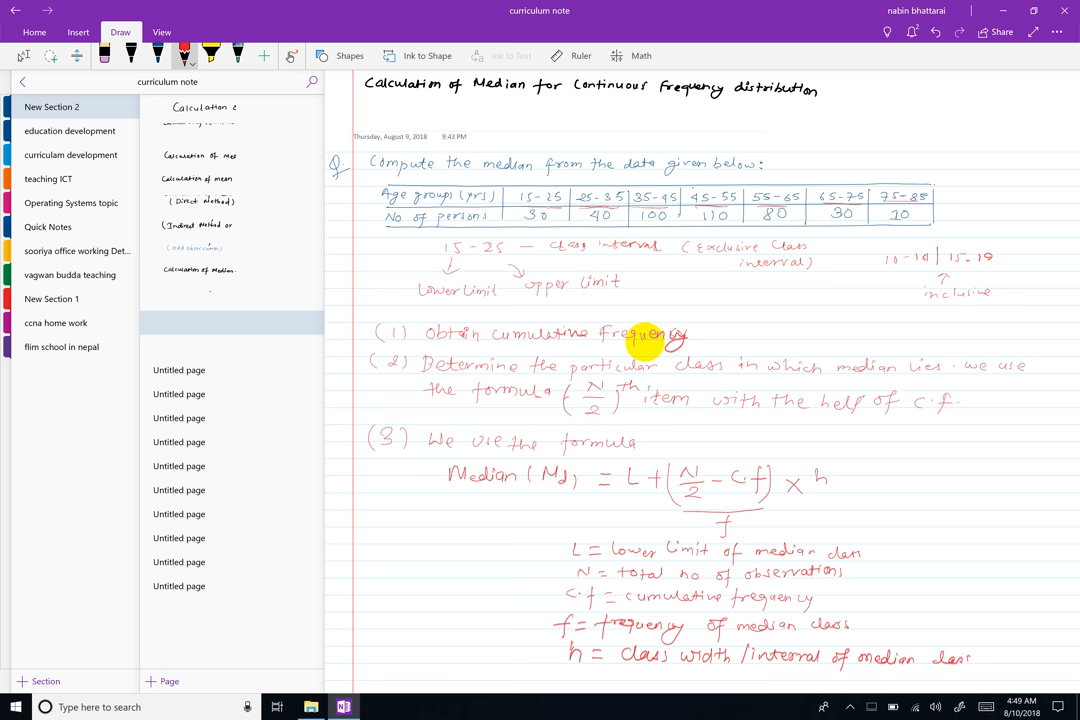 curriculum note
nabin bhattarai
Home Insert Draw View
Share
Shapes Ink to Shape Ink to Text Ruler Math
curriculum note
New Section 2
education development
curriculam development
teaching ICT
Operating Systems topic
Quick Notes
sooriya office working Det...
vagwan budda teaching
New Section 1
ccna home work
flim school in nepal
Section
Calculation c
Calculation of Med
Calculation of mean
(Direct Method)
(Indirect Method or
(odd observation)
Calculation of Median.
Untitled page
Untitled page
Untitled page
Untitled page
Untitled page
Untitled page
Untitled page
Untitled page
Untitled page
Untitled page
Page
Calculation of Median for Continuous Frequency distribution
Thursday, August 9, 2018 9:43 PM
Q Compute the median from the data given below:
Age groups (yrs) 15-25 25-35 35-45 45-55 55-65 65-75 75-85
No of persons 30 40 100 110 80 30 10
15-25 — class interval (Exclusive class
interval)
lower limit upper limit
10-14 | 15-19
inclusive
(1) Obtain cumulative frequency
(2) Determine the particular class in which median lies. we use
the formula (N/2)th item with the help of c.f.
(3) We use the formula
Median (Md) = L + (N/2 - c.f)/f × h
L = lower limit of median class
N = total no of observations
c.f = cumulative frequency
f = frequency of median class
h = class width /interval of median class
Type here to search
4:49 AM
8/10/2018